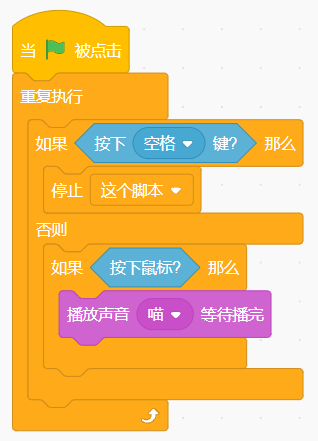 当 被点击
重复执行
如果 按下 空格 键? 那么
停止 这个脚本
否则
如果 按下鼠标? 那么
播放声音 喵 等待播完